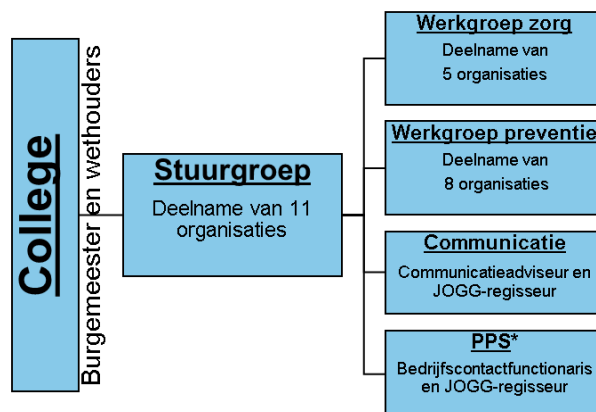 College
Burgemeester en wethouders
Stuurgroep
Deelname van 11
organisaties
Werkgroep zorg
Deelname van
5 organisaties
Werkgroep preventie
Deelname van
8 organisaties
Communicatie
Communicatieadviseur en
JOGG-regisseur
PPS*
Bedrijfscontactfunctionaris
en JOGG-regisseur